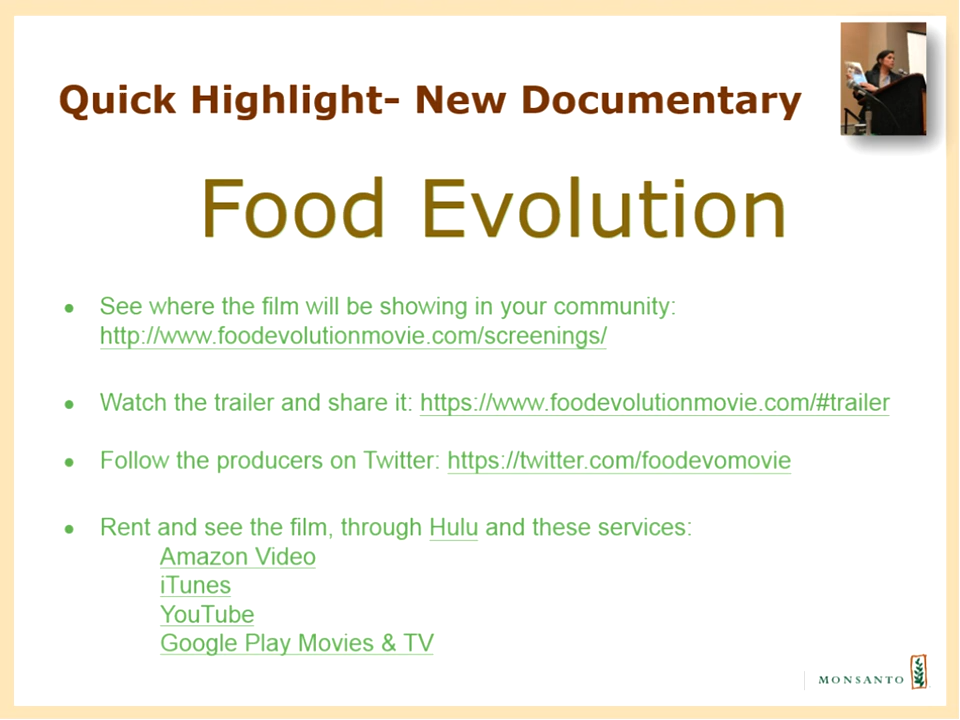 Quick Highlight- New Documentary
Food Evolution
• See where the film will be showing in your community:
http://www.foodevolutionmovie.com/screenings/
• Watch the trailer and share it: https://www.foodevolutionmovie.com/#trailer
• Follow the producers on Twitter: https://twitter.com/foodevomovie
• Rent and see the film, through Hulu and these services:
Amazon Video
iTunes
YouTube
Google Play Movies & TV
MONSANTO